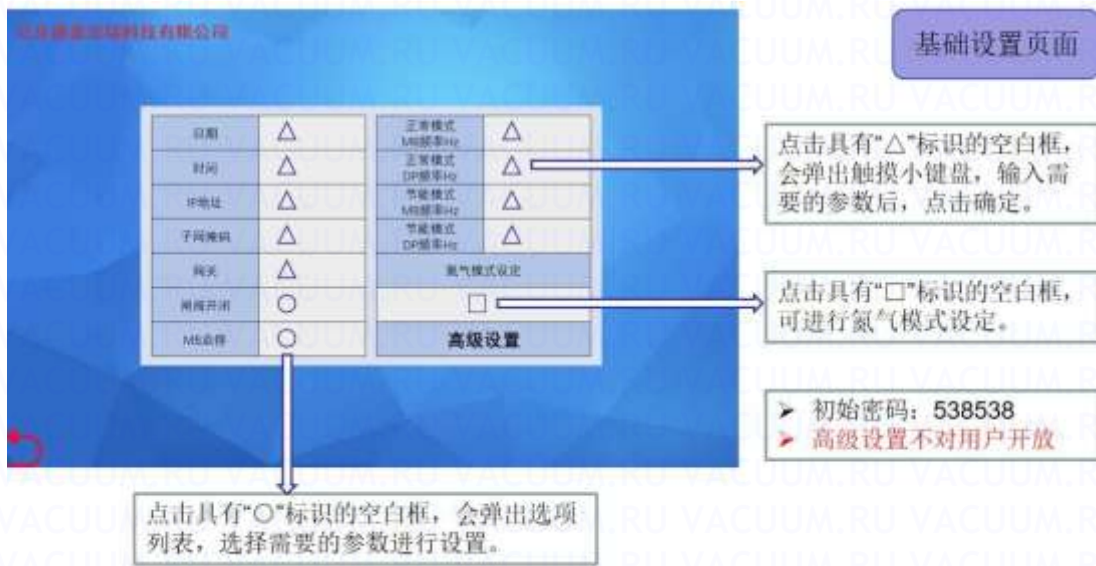 基础设置页面
日期 △ 正常模式 MB频率Hz △
时间 △ 正常模式 DP频率Hz △
IP地址 △ 节能模式 MB频率Hz △
子网掩码 △ 节能模式 DP频率Hz △
网关 △ 氮气模式设定
闸阀开闭 ○ □
MB启停 ○ 高级设置
点击具有“△”标识的空白框，
会弹出触摸小键盘，输入需
要的参数后，点击确定。
点击具有“□”标识的空白框，
可进行氮气模式设定。
➤ 初始密码：538538
➤ 高级设置不对用户开放
点击具有“○”标识的空白框，会弹出选项
列表，选择需要的参数进行设置。
VACUUM.RU